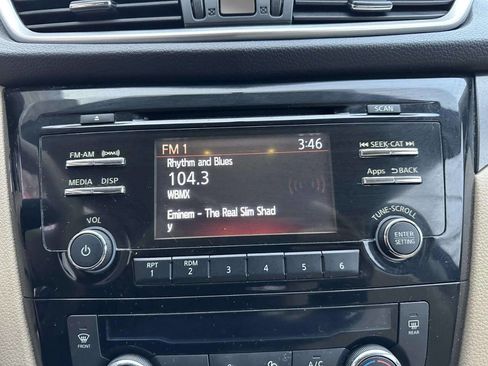 SCAN
FM-AM
MEDIA DISP
VOL
FM 1 3:46
Rhythm and Blues
104.3
WBMX
Eminem - The Real Slim Shad
y
SEEK-CAT
Apps BACK
TUNE-SCROLL
ENTER
SETTING
RPT RDM
1 2 3 4 5 6
FRONT
A/C
REAR